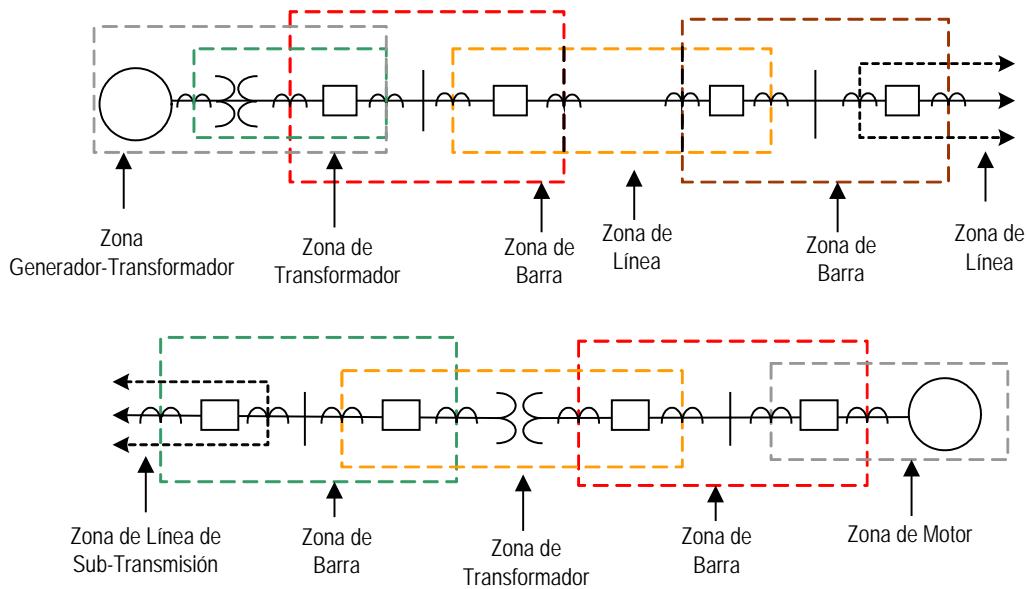 Zona
Generador-Transformador
Zona de
Transformador
Zona de
Barra
Zona de
Línea
Zona de
Barra
Zona de
Línea
Zona de Línea de
Sub-Transmisión
Zona de
Barra
Zona de
Transformador
Zona de
Barra
Zona de Motor